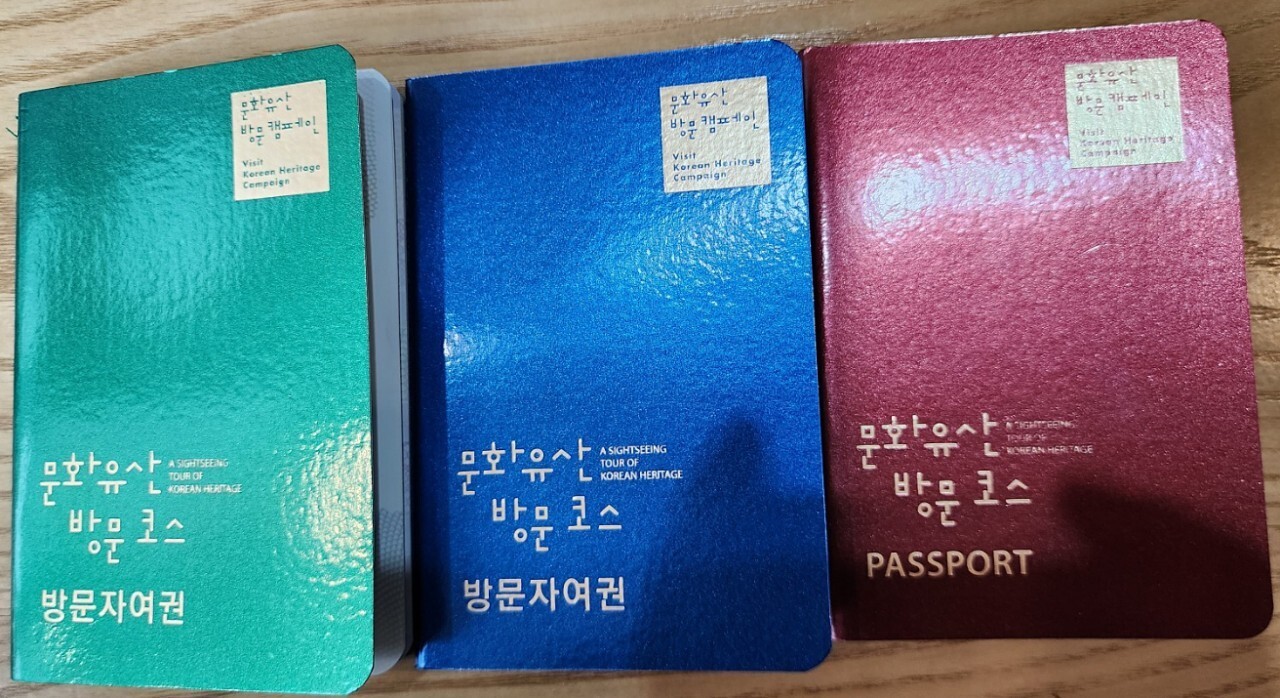 문화유산
방문캠페인
Visit
Korean Heritage
Campaign
문화유산
방문 코스
A SIGHTSEEING
TOUR OF
KOREAN HERITAGE
방문자여권
문화유산
방문캠페인
Visit
Korean Heritage
Campaign
문화유산
방문 코스
A SIGHTSEEING
TOUR OF
KOREAN HERITAGE
방문자여권
문화유산
방문캠페인
Visit
Korean Heritage
Campaign
문화유산
방문 코스
A SIGHTSEEING
TOUR OF
KOREAN HERITAGE
PASSPORT